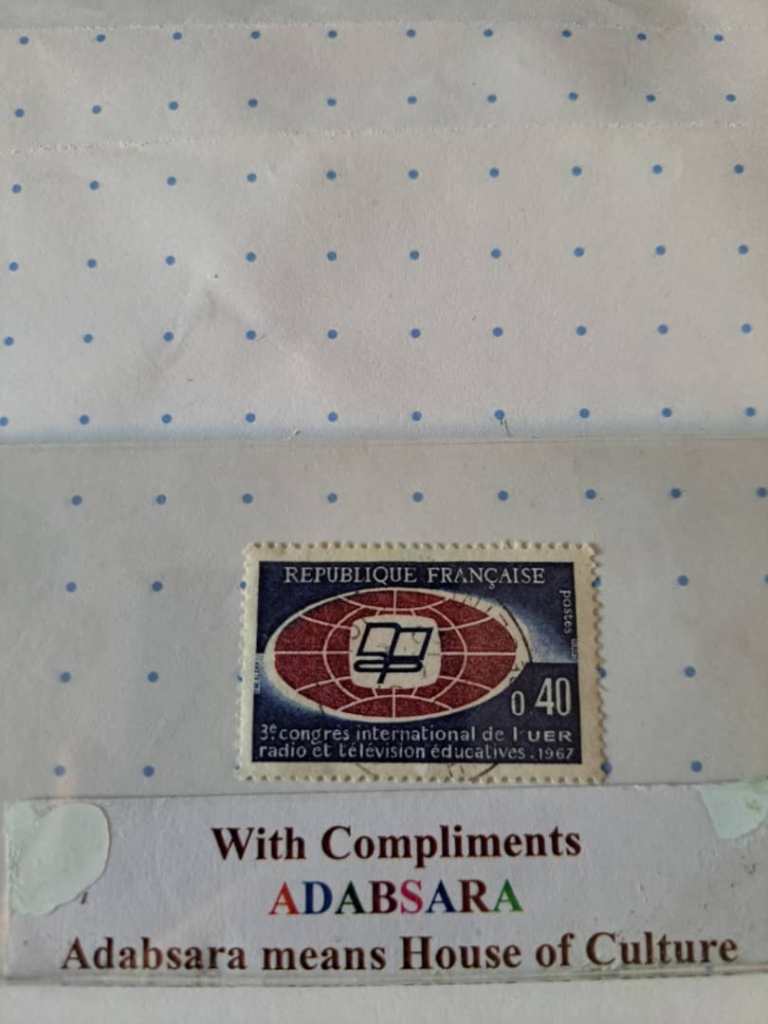 REPUBLIQUE FRANÇAISE
postes
0.40
3e congrès international de l'UER
radio et télévision éducatives.1967
With Compliments
ADABSARA
Adabsara means House of Culture